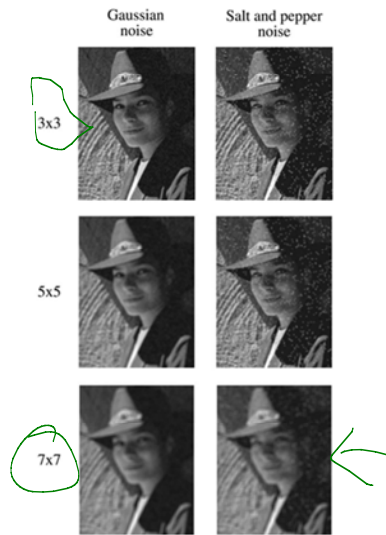 Gaussian
noise
Salt and pepper
noise
3x3
5x5
7x7